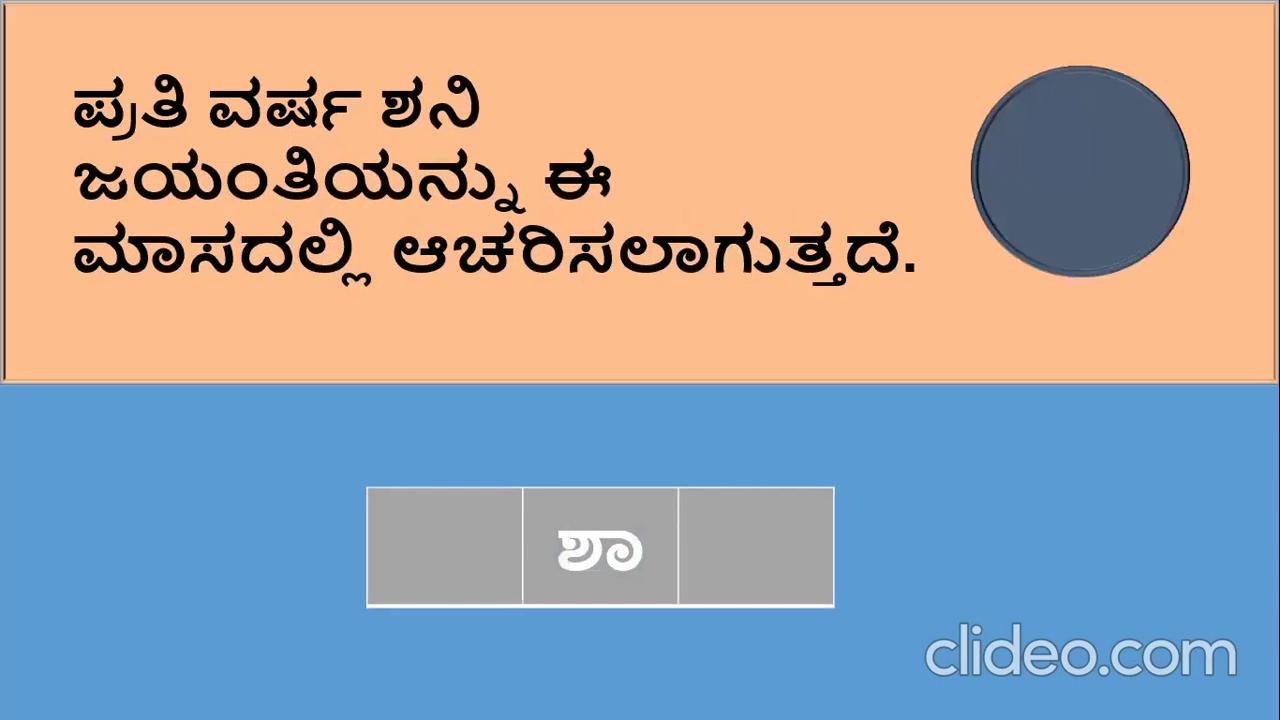 ಪ್ರತಿ ವರ್ಷ ಶನಿ
ಜಯಂತಿಯನ್ನು ಈ
ಮಾಸದಲ್ಲಿ ಆಚರಿಸಲಾಗುತ್ತದೆ.
ಶಾ
clideo.com